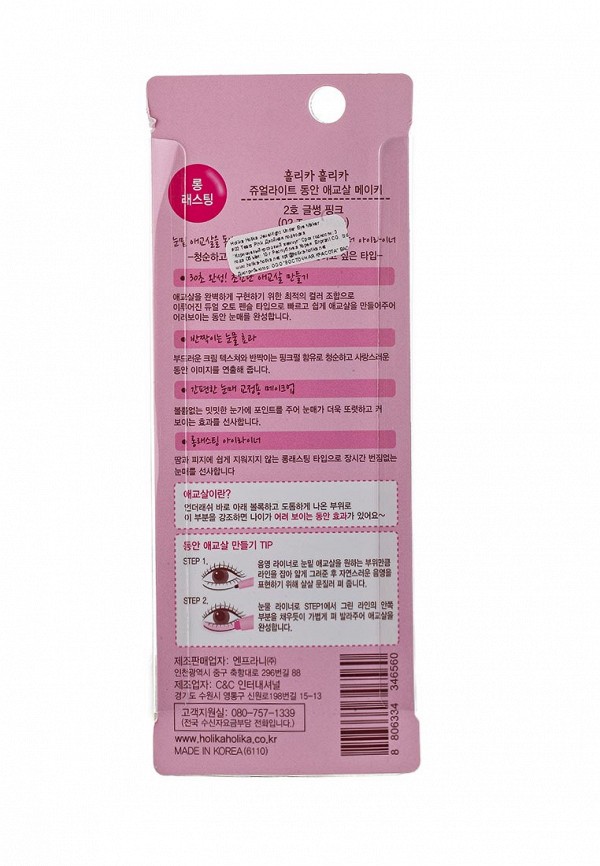 롱
래스팅
홀리카 홀리카
쥬얼라이트 동안 애교살 메이커
2호 글썽 핑크
Holika Holika Jewel-light Under Eye Maker
아이라이너
~청순하고
싶은 타입~
• 30초 완성! 초간단 애교살 만들기
애교살을 완벽하게 구현하기 위한 최적의 컬러 조합으로
이루어진 듀얼 오토 펜슬 타입으로 빠르고 쉽게 애교살을 만들어주어
어려보이는 동안 눈매를 완성합니다.
• 반짝이는 눈물 효과
부드러운 크림 텍스처와 반짝이는 핑크펄 함유로 청순하고 사랑스러운
동안 이미지를 연출해 줍니다.
• 간편한 눈매 교정용 메이크업
볼륨없는 밋밋한 눈가에 포인트를 주어 눈매가 더욱 또렷하고 커
보이는 효과를 선사합니다.
• 롱래스팅 아이라이너
땀과 피지에 쉽게 지워지지 않는 롱래스팅 타입으로 장시간 번짐없는
눈매를 선사합니다
애교살이란?
언더래쉬 바로 아래 볼록하고 도톰하게 나온 부위로
이 부분을 강조하면 나이가 어려 보이는 동안 효과가 있어요~
동안 애교살 만들기 TIP
STEP 1.
음영 라이너로 눈밑 애교살을 원하는 부위만큼
라인을 잡아 얇게 그려준 후 자연스러운 음영을
표현하기 위해 살살 문질러 펴 줍니다.
STEP 2.
눈물 라이너로 STEP1에서 그린 라인의 안쪽
부분을 채우듯이 가볍게 펴 발라주어 애교살을
완성합니다.
제조판매업자: 엔프라니(주)
인천광역시 중구 축항대로 296번길 88
제조업자: C&C 인터내셔널
경기도 수원시 영통구 신원로198번길 15-13
고객지원실: 080-757-1339
(전국 수신자요금부담 전화입니다.)
www.holikaholika.co.kr
MADE IN KOREA(6110)
8 806334 346560